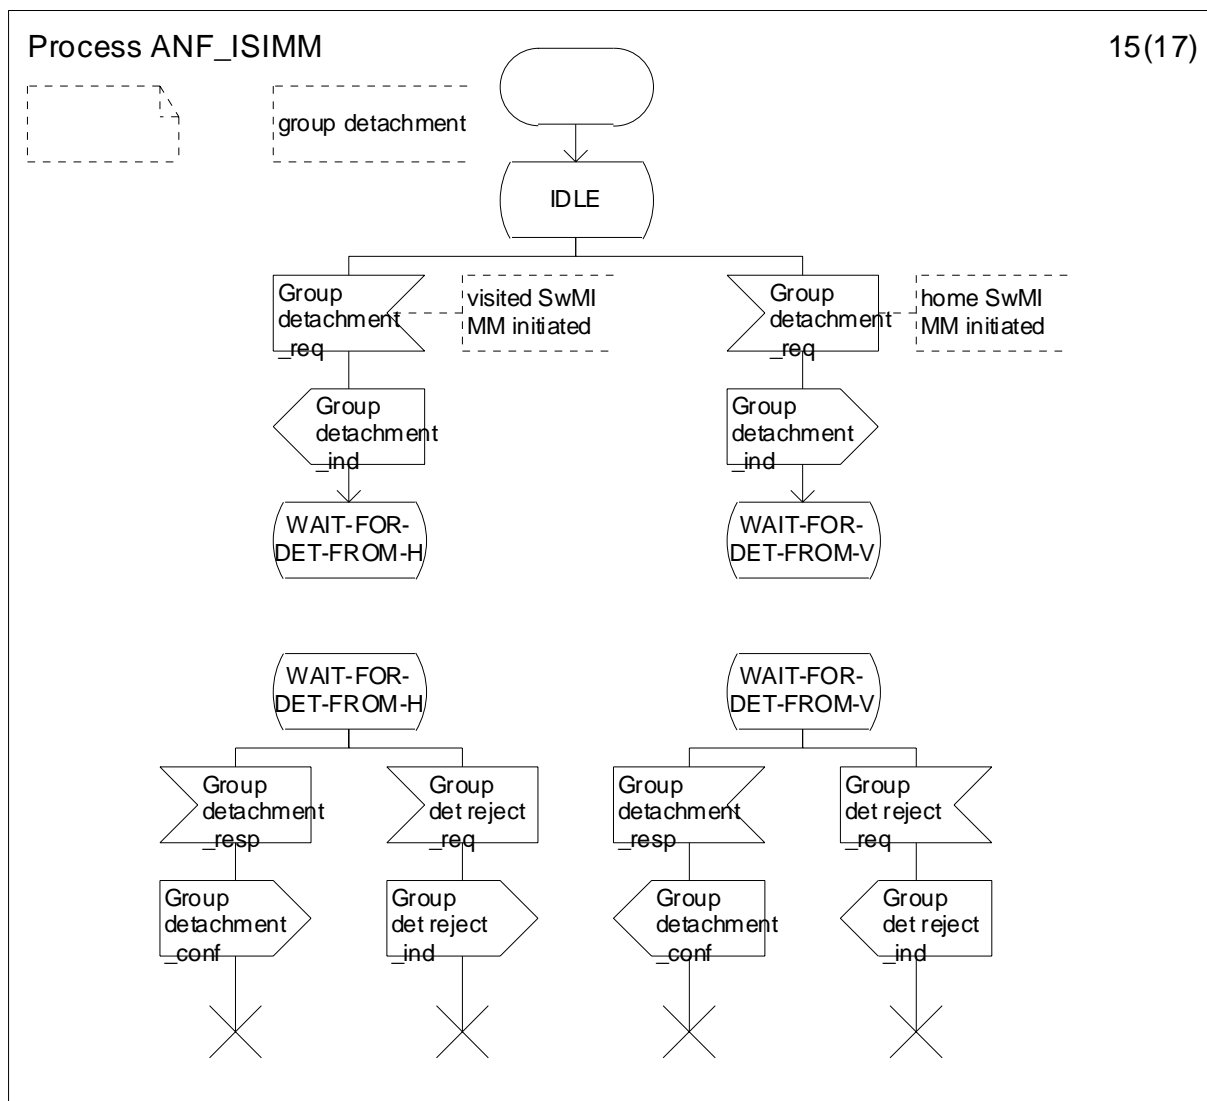 Process ANF_ISIMM
15(17)
group detachment
IDLE
Group
detachment
_req
visited SwMI
MM initiated
Group
detachment
_req
home SwMI
MM initiated
Group
detachment
_ind
Group
detachment
_ind
WAIT-FOR-
DET-FROM-H
WAIT-FOR-
DET-FROM-V
WAIT-FOR-
DET-FROM-H
WAIT-FOR-
DET-FROM-V
Group
detachment
_resp
Group
det reject
_req
Group
detachment
_resp
Group
det reject
_req
Group
detachment
_conf
Group
det reject
_ind
Group
detachment
_conf
Group
det reject
_ind